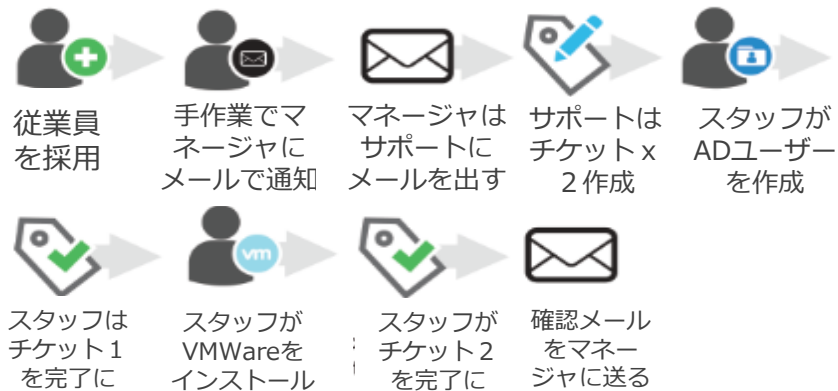 従業員
を採用
手作業でマ
ネージャに
メールで通知
マネージャは
サポートに
メールを出す
サポートは
チケットx
２作成
スタッフが
ADユーザー
を作成
スタッフは
チケット１
を完了に
vm
スタッフが
VMWareを
インストール
スタッフが
チケット２
を完了に
確認メール
をマネー
ジャに送る